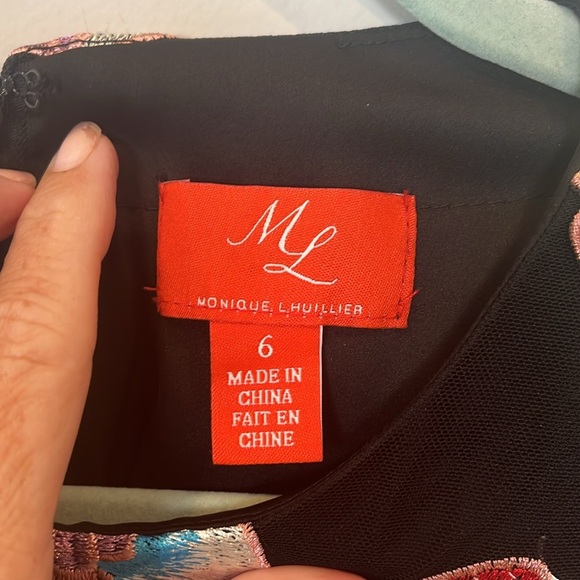 ML
MONIQUE LHUILLIER
6
MADE IN
CHINA
FAIT EN
CHINE